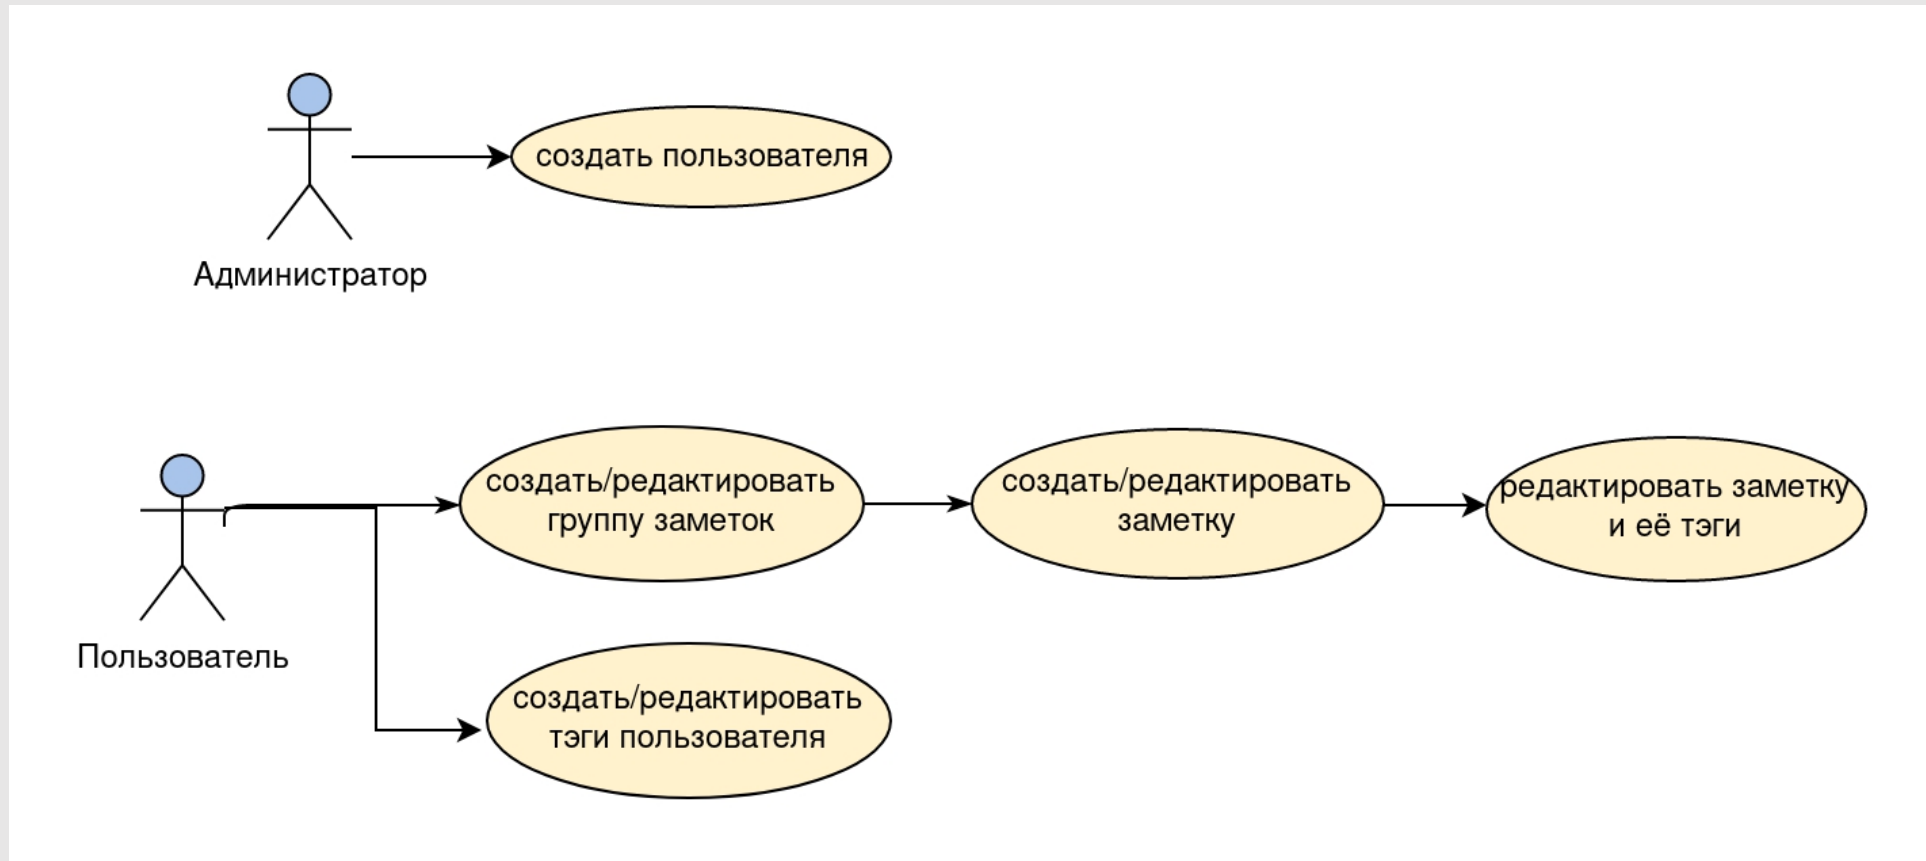 создать пользователя
Администратор
создать/редактировать
группу заметок
создать/редактировать
заметку
редактировать заметку
и её тэги
Пользователь
создать/редактировать
тэги пользователя